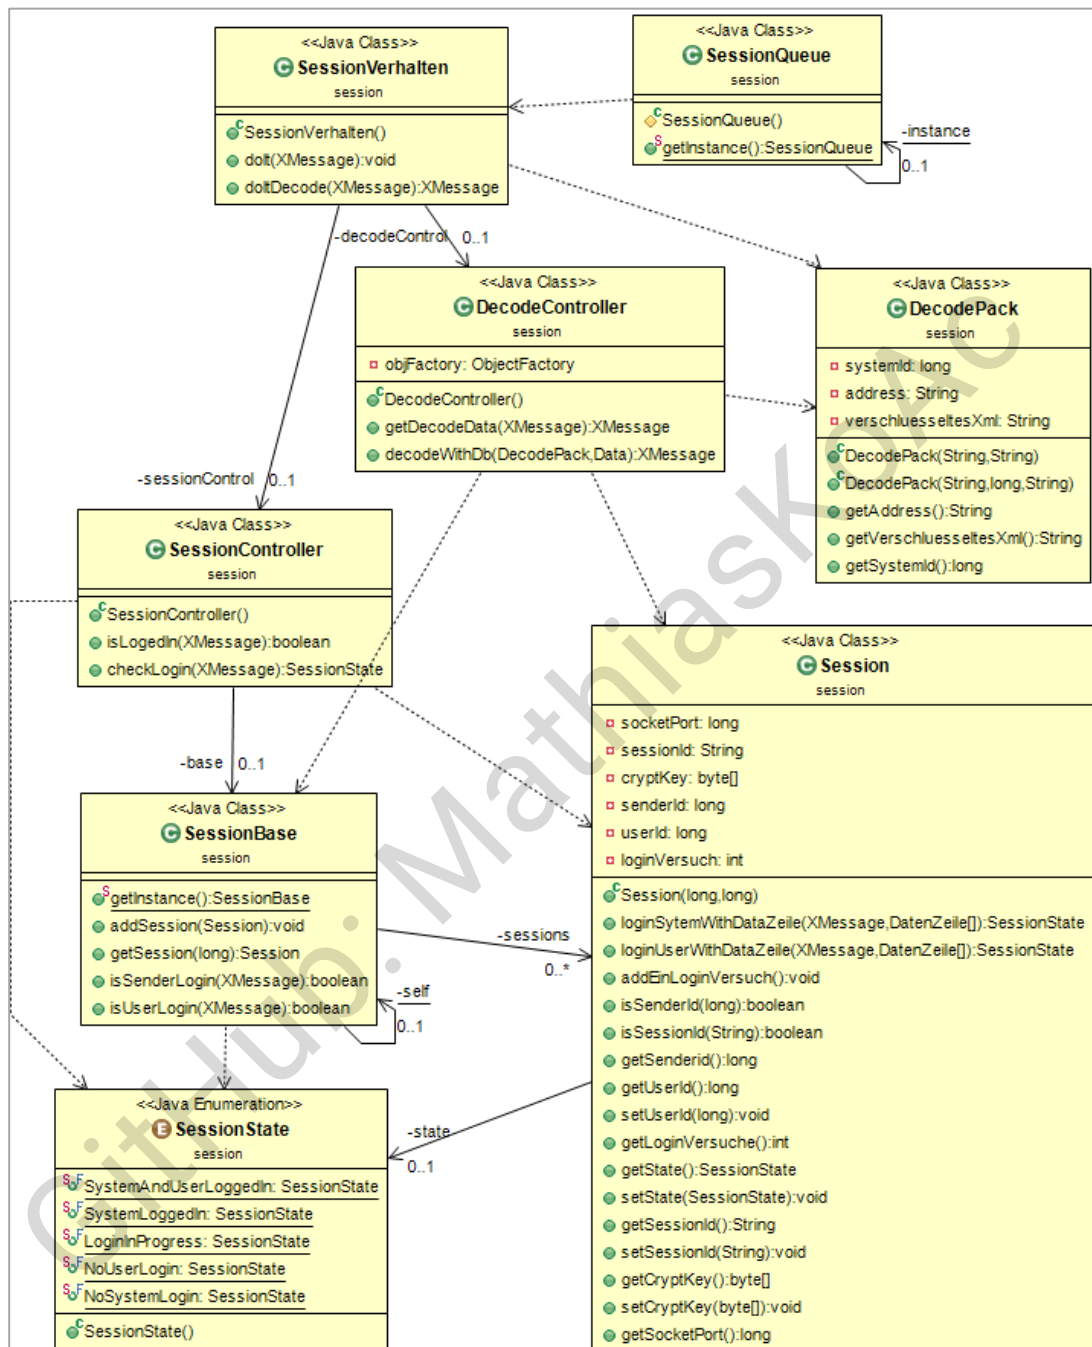 <<Java Class>>
SessionVerhalten
session
SessionVerhalten()
doIt(XMessage):void
doItDecode(XMessage):XMessage
<<Java Class>>
SessionQueue
session
SessionQueue()
getInstance():SessionQueue
-instance
0..1
-decodeControl
0..1
<<Java Class>>
DecodeController
session
objFactory: ObjectFactory
DecodeController()
getDecodeData(XMessage):XMessage
decodeWithDb(DecodePack,Data):XMessage
<<Java Class>>
DecodePack
session
systemId: long
address: String
verschluesseltesXml: String
DecodePack(String,String)
DecodePack(String,long,String)
getAddress():String
getVerschluesseltesXml():String
getSystemId():long
-sessionControl
0..1
<<Java Class>>
SessionController
session
SessionController()
isLogedIn(XMessage):boolean
checkLogin(XMessage):SessionState
-base
0..1
<<Java Class>>
SessionBase
session
getInstance():SessionBase
addSession(Session):void
getSession(long):Session
isSenderLogin(XMessage):boolean
isUserLogin(XMessage):boolean
-self
0..1
-sessions
0..*
<<Java Class>>
Session
session
socketPort: long
sessionId: String
cryptKey: byte[]
senderId: long
userId: long
loginVersuch: int
Session(long,long)
loginSytemWithDataZeile(XMessage,DatenZeile[]):SessionState
loginUserWithDataZeile(XMessage,DatenZeile[]):SessionState
addEinLoginVersuch():void
isSenderId(long):boolean
isSessionId(String):boolean
getSenderid():long
getUserId():long
setUserId(long):void
getLoginVersuche():int
getState():SessionState
setState(SessionState):void
getSessionId():String
setSessionId(String):void
getCryptKey():byte[]
setCryptKey(byte[]):void
getSocketPort():long
-state
0..1
<<Java Enumeration>>
SessionState
session
SystemAndUserLoggedIn: SessionState
SystemLoggedIn: SessionState
LoginInProgress: SessionState
NoUserLogin: SessionState
NoSystemLogin: SessionState
SessionState()
GitHub: MathiasKoAc